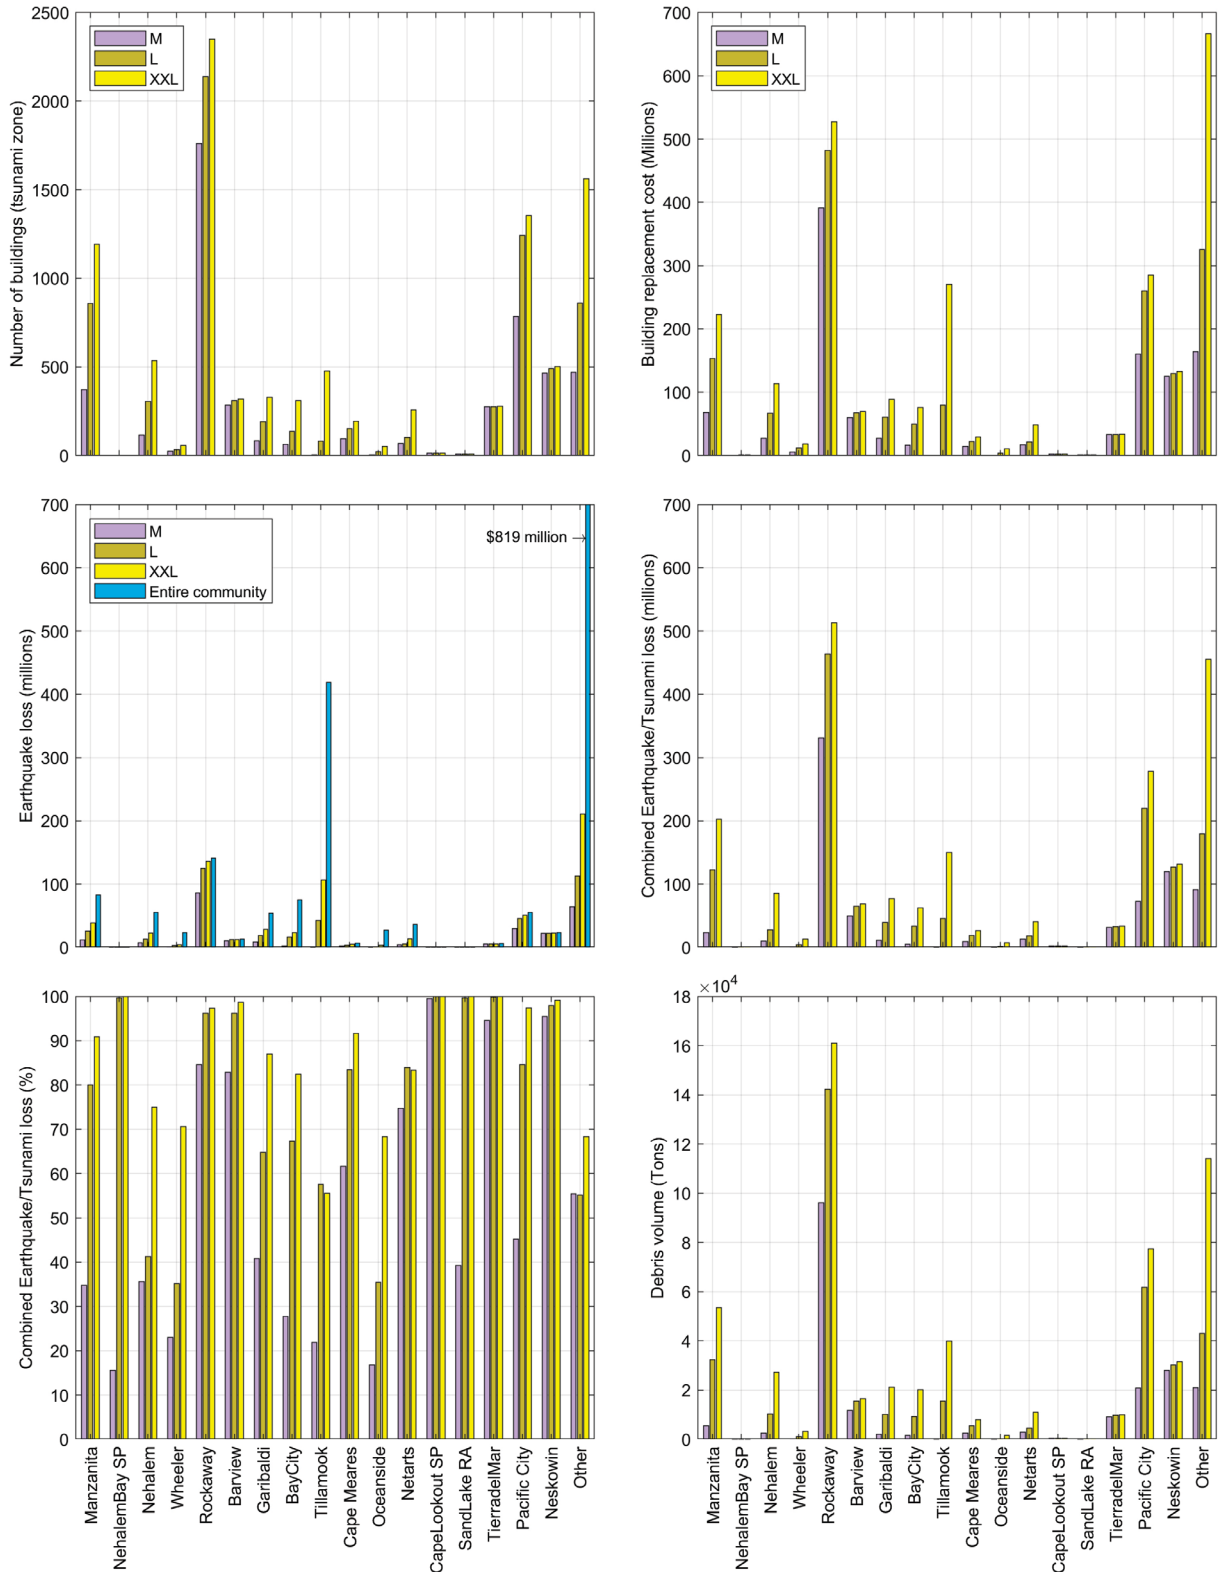 Number of buildings (tsunami zone)
2500
2000
1500
1000
500
0
M
L
XXL
Building replacement cost (Millions)
700
600
500
400
300
200
100
0
M
L
XXL
Earthquake loss (millions)
700
600
500
400
300
200
100
0
M
L
XXL
Entire community
$819 million →
Combined Earthquake/Tsunami loss (millions)
700
600
500
400
300
200
100
0
Combined Earthquake/Tsunami loss (%)
100
90
80
70
60
50
40
30
20
10
0
Manzanita
NehalemBay SP
Nehalem
Wheeler
Rockaway
Barview
Garibaldi
BayCity
Tillamook
Cape Meares
Oceanside
Netarts
CapeLookout SP
SandLake RA
TierradelMar
Pacific City
Neskowin
Other
Debris volume (Tons)
×10⁴
18
16
14
12
10
8
6
4
2
0
Manzanita
NehalemBay SP
Nehalem
Wheeler
Rockaway
Barview
Garibaldi
BayCity
Tillamook
Cape Meares
Oceanside
Netarts
CapeLookout SP
SandLake RA
TierradelMar
Pacific City
Neskowin
Other